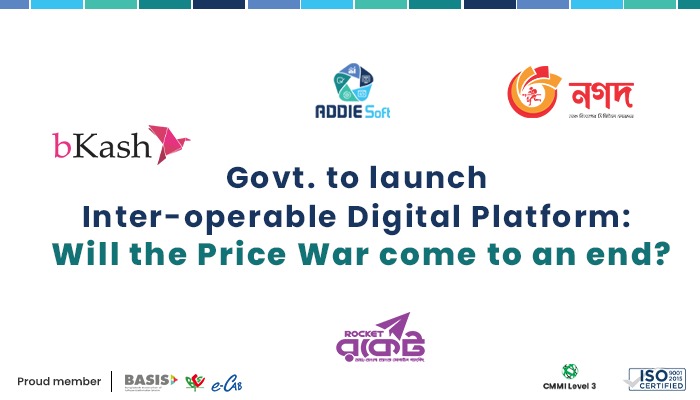 ADDIE Soft
নগদ
bKash
Govt. to launch
Inter-operable Digital Platform:
Will the Price War come to an end?
ROCKET
রকেট
Proud member
BASIS
e-CAB
CMMI Level 3
ISO 9001 2015
CERTIFIED